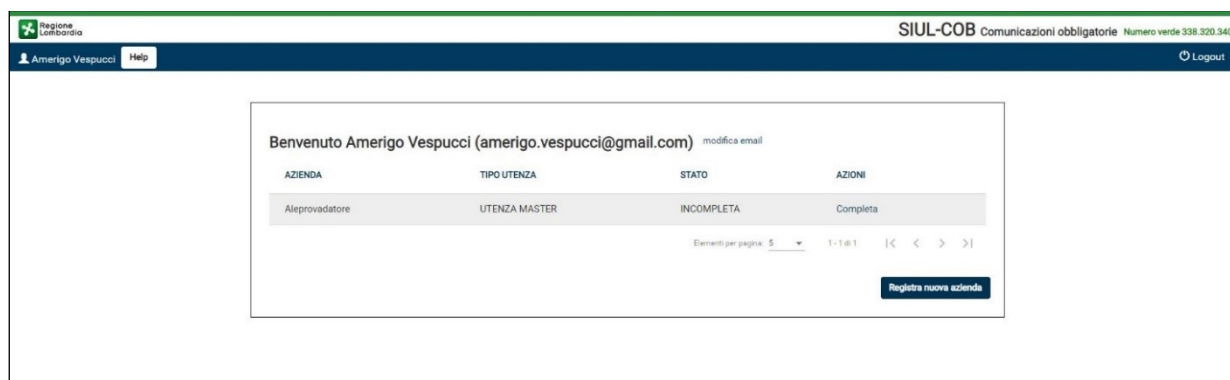 Regione
Lombardia
SIUL-COB Comunicazioni obbligatorie Numero verde 338.320.340
Amerigo Vespucci Help Logout
Benvenuto Amerigo Vespucci (amerigo.vespucci@gmail.com) modifica email
AZIENDA TIPO UTENZA STATO AZIONI
Aleprovadatore UTENZA MASTER INCOMPLETA Completa
Elementi per pagina: 5 1 - 1 di 1
Registra nuova azienda